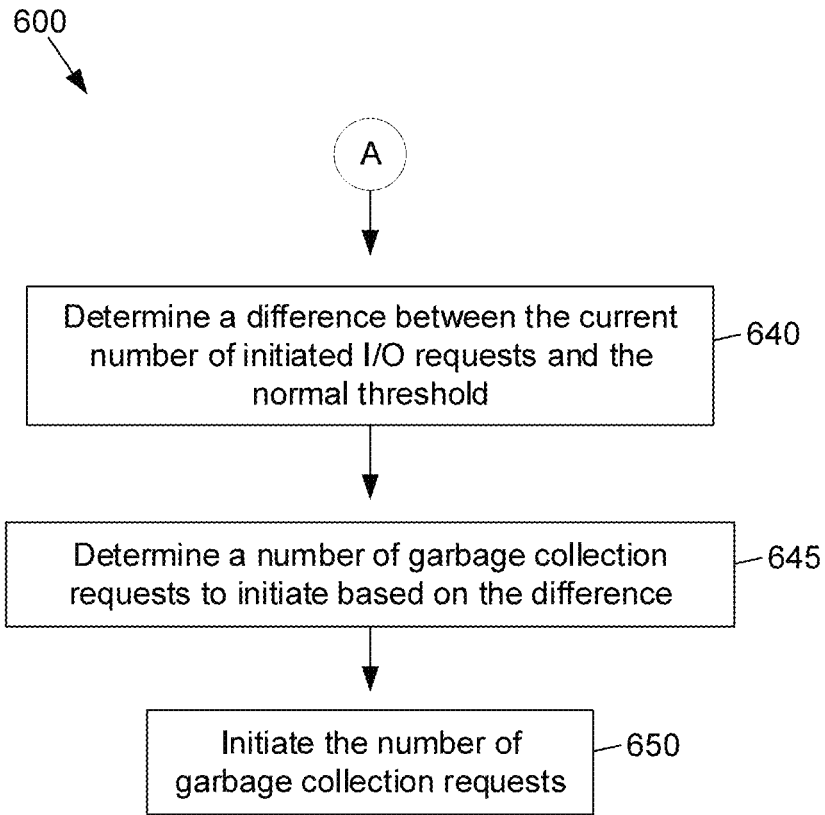 600
A
Determine a difference between the current
number of initiated I/O requests and the
normal threshold
640
Determine a number of garbage collection
requests to initiate based on the difference
645
Initiate the number of
garbage collection requests
650